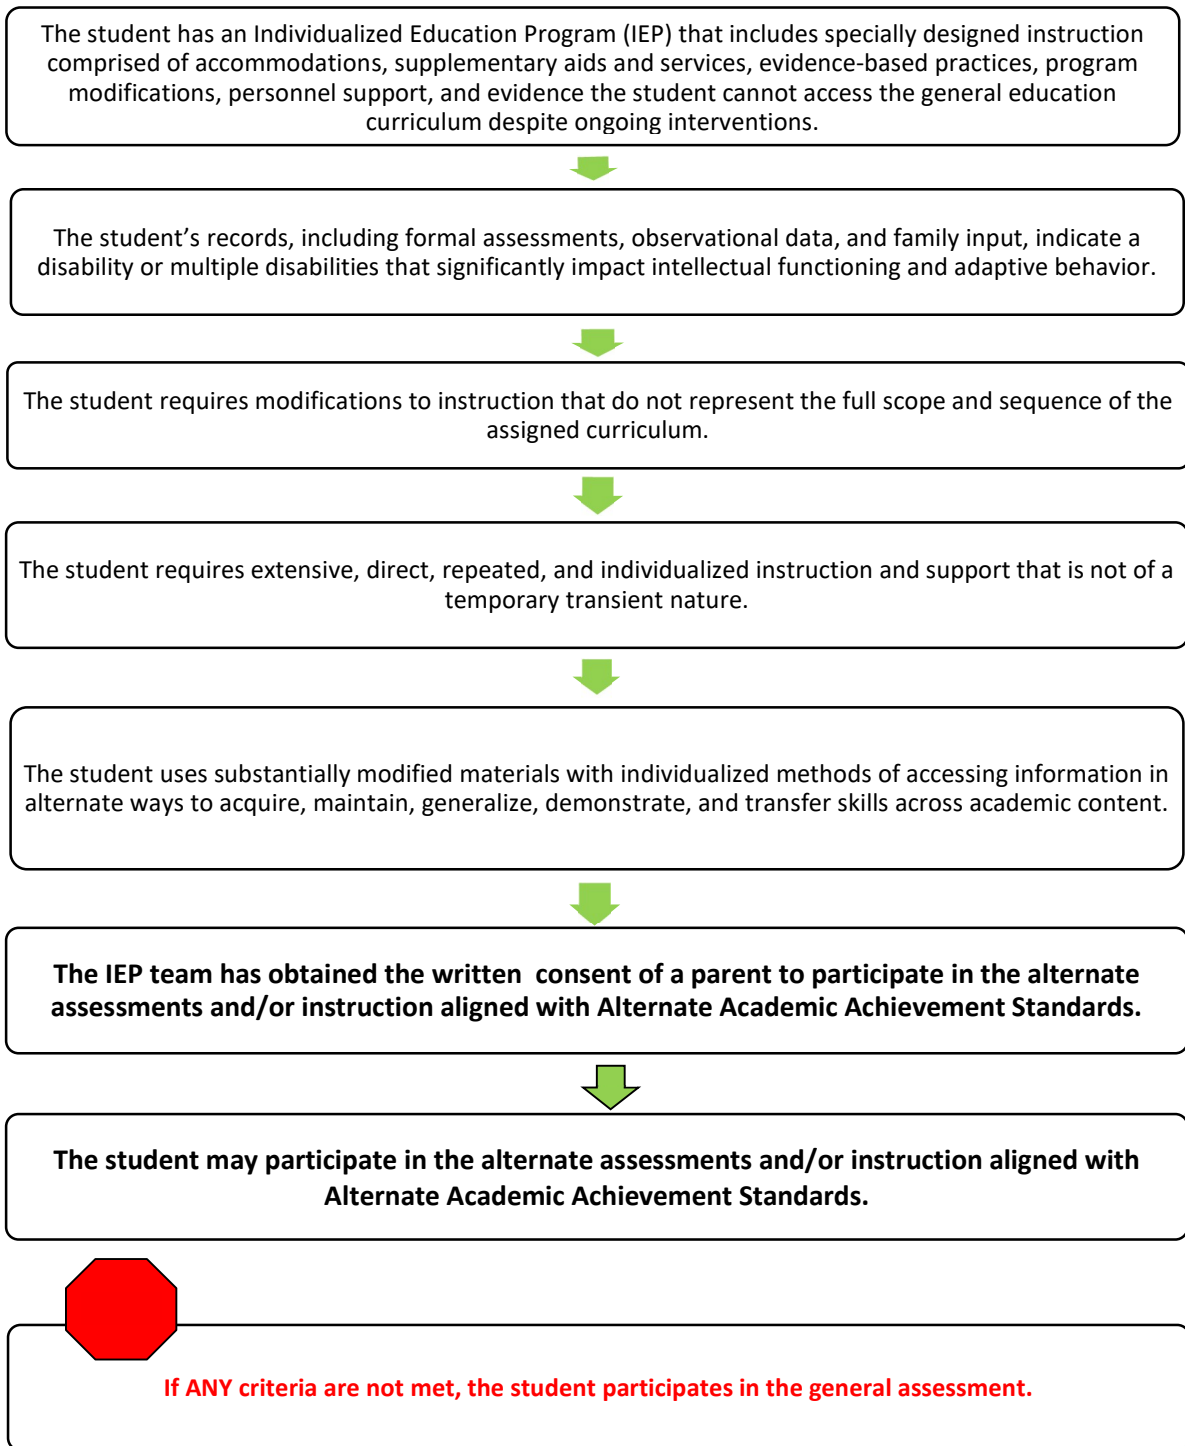 The student has an Individualized Education Program (IEP) that includes specially designed instruction
comprised of accommodations, supplementary aids and services, evidence-based practices, program
modifications, personnel support, and evidence the student cannot access the general education
curriculum despite ongoing interventions.
The student’s records, including formal assessments, observational data, and family input, indicate a
disability or multiple disabilities that significantly impact intellectual functioning and adaptive behavior.
The student requires modifications to instruction that do not represent the full scope and sequence of the
assigned curriculum.
The student requires extensive, direct, repeated, and individualized instruction and support that is not of a
temporary transient nature.
The student uses substantially modified materials with individualized methods of accessing information in
alternate ways to acquire, maintain, generalize, demonstrate, and transfer skills across academic content.
The IEP team has obtained the written consent of a parent to participate in the alternate
assessments and/or instruction aligned with Alternate Academic Achievement Standards.
The student may participate in the alternate assessments and/or instruction aligned with
Alternate Academic Achievement Standards.
If ANY criteria are not met, the student participates in the general assessment.